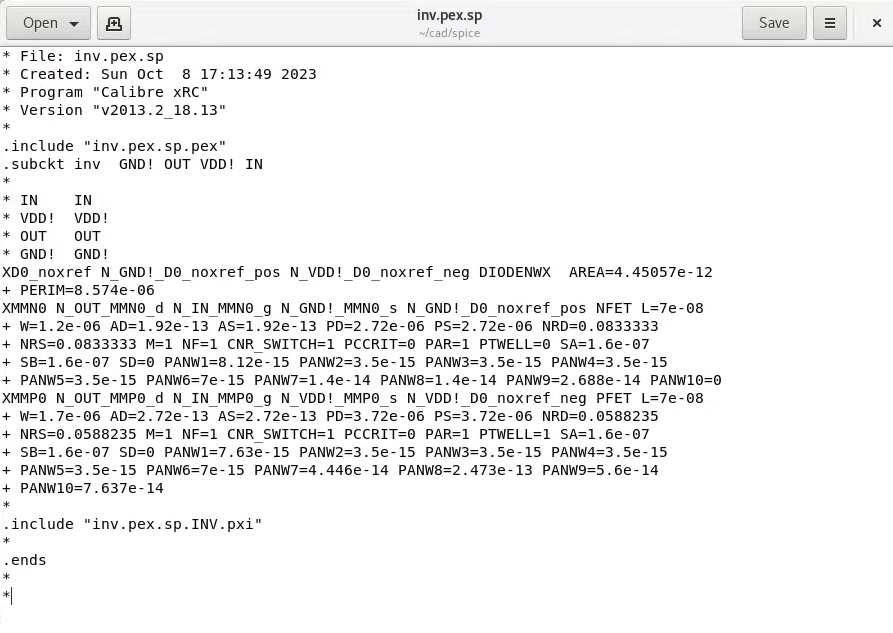 Open
inv.pex.sp
~/cad/spice
Save
* File: inv.pex.sp
* Created: Sun Oct  8 17:13:49 2023
* Program "Calibre xRC"
* Version "v2013.2_18.13"
*
.include "inv.pex.sp.pex"
.subckt inv  GND! OUT VDD! IN
*
* IN    IN
* VDD!  VDD!
* OUT   OUT
* GND!  GND!
XD0_noxref N_GND!_D0_noxref_pos N_VDD!_D0_noxref_neg DIODENWX  AREA=4.45057e-12
+ PERIM=8.574e-06
XMMN0 N_OUT_MMN0_d N_IN_MMN0_g N_GND!_MMN0_s N_GND!_D0_noxref_pos NFET L=7e-08
+ W=1.2e-06 AD=1.92e-13 AS=1.92e-13 PD=2.72e-06 PS=2.72e-06 NRD=0.0833333
+ NRS=0.0833333 M=1 NF=1 CNR_SWITCH=1 PCCRIT=0 PAR=1 PTWELL=0 SA=1.6e-07
+ SB=1.6e-07 SD=0 PANW1=8.12e-15 PANW2=3.5e-15 PANW3=3.5e-15 PANW4=3.5e-15
+ PANW5=3.5e-15 PANW6=7e-15 PANW7=1.4e-14 PANW8=1.4e-14 PANW9=2.688e-14 PANW10=0
XMMP0 N_OUT_MMP0_d N_IN_MMP0_g N_VDD!_MMP0_s N_VDD!_D0_noxref_neg PFET L=7e-08
+ W=1.7e-06 AD=2.72e-13 AS=2.72e-13 PD=3.72e-06 PS=3.72e-06 NRD=0.0588235
+ NRS=0.0588235 M=1 NF=1 CNR_SWITCH=1 PCCRIT=0 PAR=1 PTWELL=1 SA=1.6e-07
+ SB=1.6e-07 SD=0 PANW1=7.63e-15 PANW2=3.5e-15 PANW3=3.5e-15 PANW4=3.5e-15
+ PANW5=3.5e-15 PANW6=7e-15 PANW7=4.446e-14 PANW8=2.473e-13 PANW9=5.6e-14
+ PANW10=7.637e-14
*
.include "inv.pex.sp.INV.pxi"
*
.ends
*
*